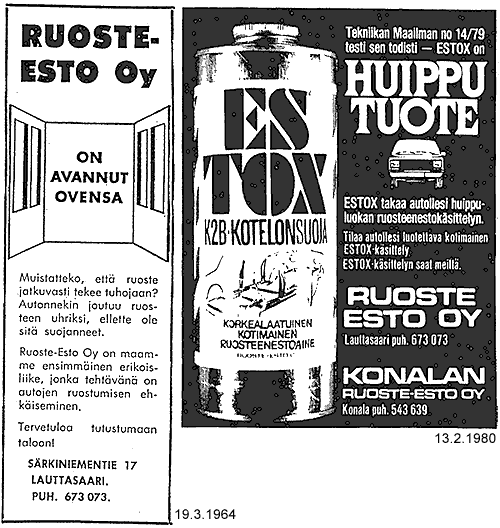 RUOSTE-
ESTO Oy
ON
AVANNUT
OVENSA
Muistatteko, että ruoste
jatkuvasti tekee tuhojaan?
Autonnekin joutuu ruos-
teen uhriksi, ellette ole
sitä suojanneet.
Ruoste-Esto Oy on maam-
me ensimmäinen erikois-
liike, jonka tehtävänä on
autojen ruostumisen eh-
käiseminen.
Tervetuloa tutustumaan
taloon!
SÄRKINIEMENTIE 17
LAUTTASAARI.
PUH. 673 073.
19.3.1964
ES
TOX
K2B-KOTELONSUOJA
KORKEALAATUINEN
KOTIMAINEN
RUOSTEENESTOAINE
Tekniikan Maailman no 14/79
testi sen todisti — ESTOX on
HUIPPU
TUOTE
ESTOX takaa autollesi huippu-
luokan ruosteenestokäsittelyn.
Tilaa autollesi luotettava kotimainen
ESTOX-käsittely.
ESTOX-käsittelyn saat meillä.
RUOSTE
ESTO OY
Lauttasaari puh. 673 073
KONALAN
RUOSTE-ESTO OY
Konala puh. 543 639
13.2.1980